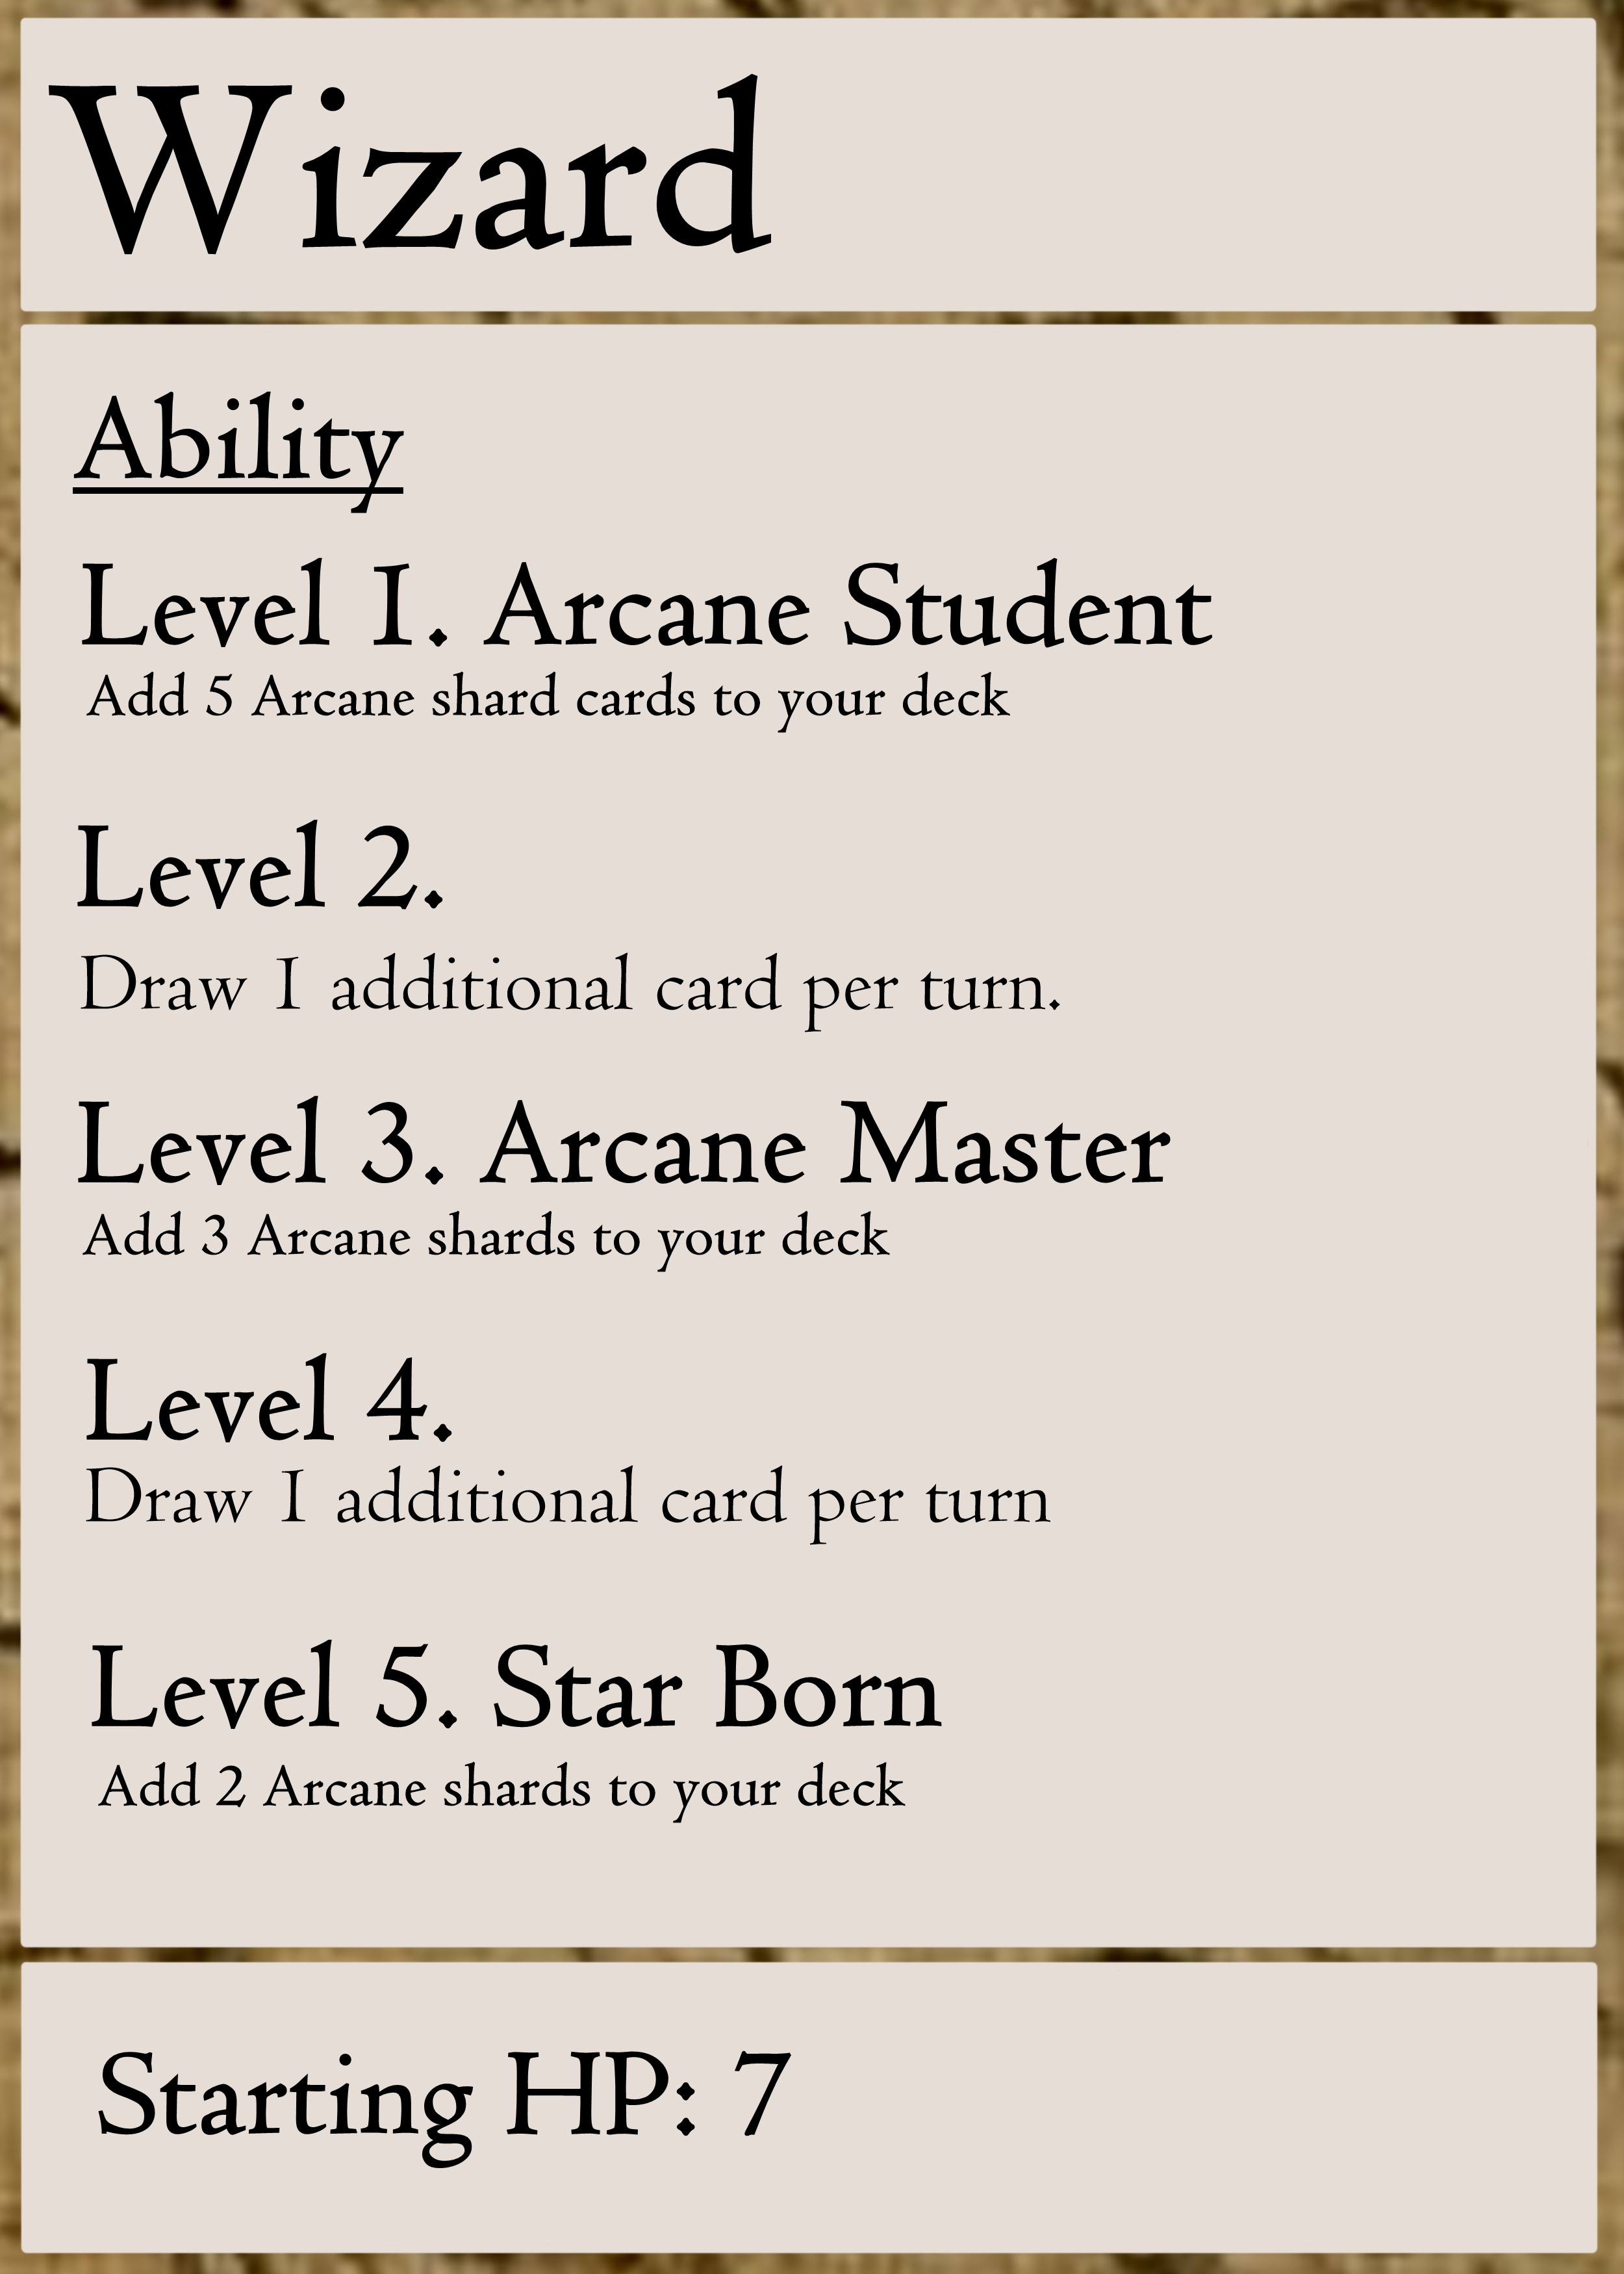 Wizard
Ability
Level 1. Arcane Student
Add 5 Arcane shard cards to your deck
Level 2.
Draw 1 additional card per turn.
Level 3. Arcane Master
Add 3 Arcane shards to your deck
Level 4.
Draw 1 additional card per turn
Level 5. Star Born
Add 2 Arcane shards to your deck
Starting HP: 7